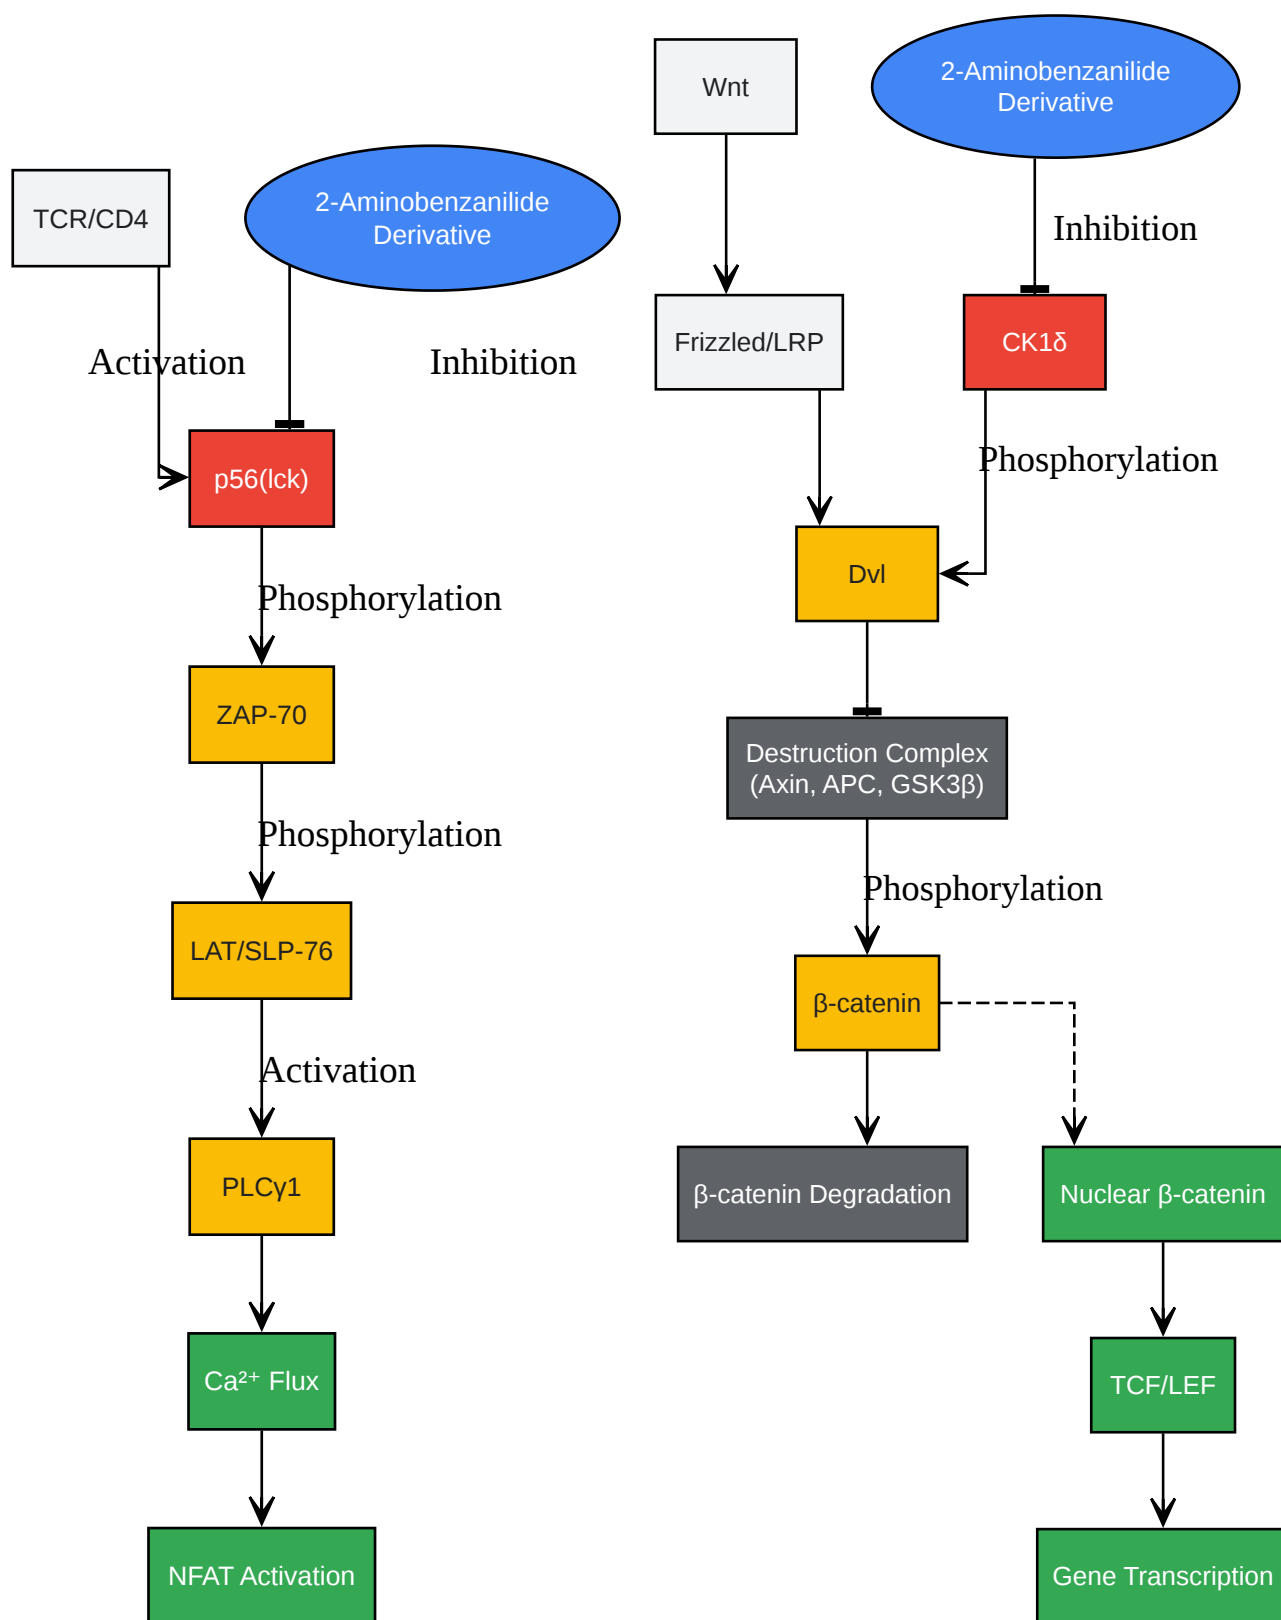 TCR/CD4
2-Aminobenzanilide
Derivative
Activation
Inhibition
p56(lck)
Phosphorylation
ZAP-70
Phosphorylation
LAT/SLP-76
Activation
PLCγ1
Ca²⁺ Flux
NFAT Activation
Wnt
2-Aminobenzanilide
Derivative
Inhibition
Frizzled/LRP
CK1δ
Phosphorylation
Dvl
Destruction Complex
(Axin, APC, GSK3β)
Phosphorylation
β-catenin
β-catenin Degradation
Nuclear β-catenin
TCF/LEF
Gene Transcription